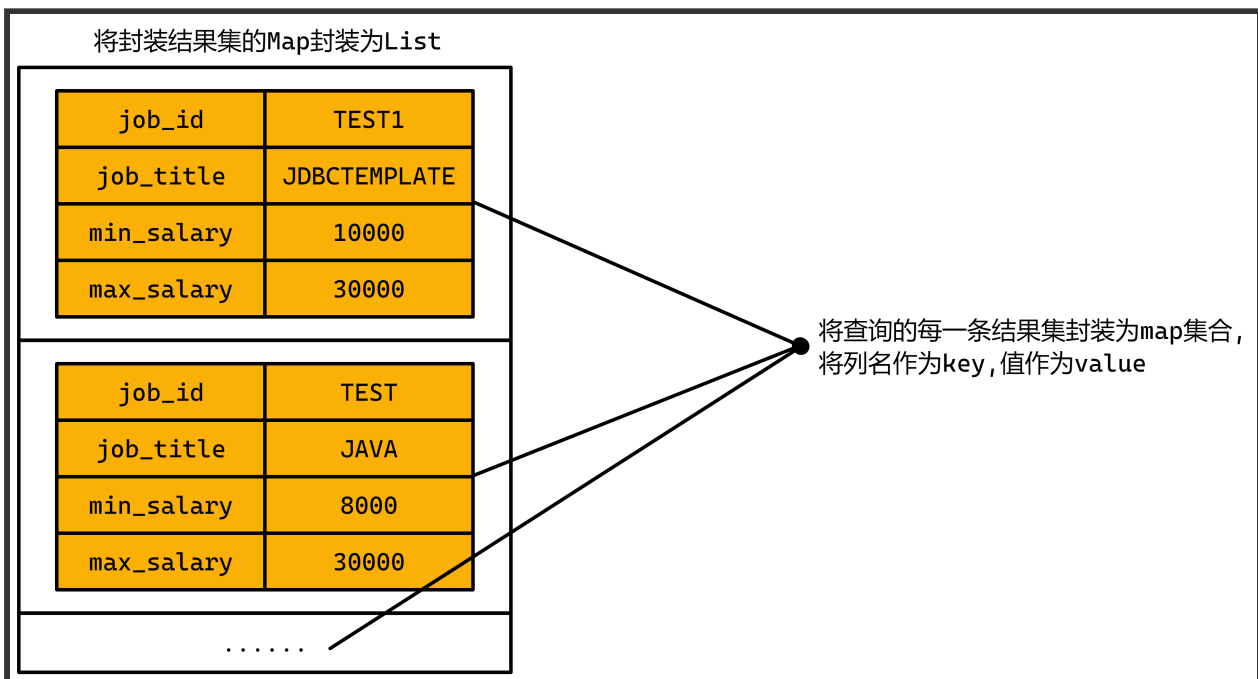 将封装结果集的Map封装为List
job_id TEST1
job_title JDBCTEMPLATE
min_salary 10000
max_salary 30000
将查询的每一条结果集封装为map集合,
将列名作为key,值作为value
job_id TEST
job_title JAVA
min_salary 8000
max_salary 30000
......